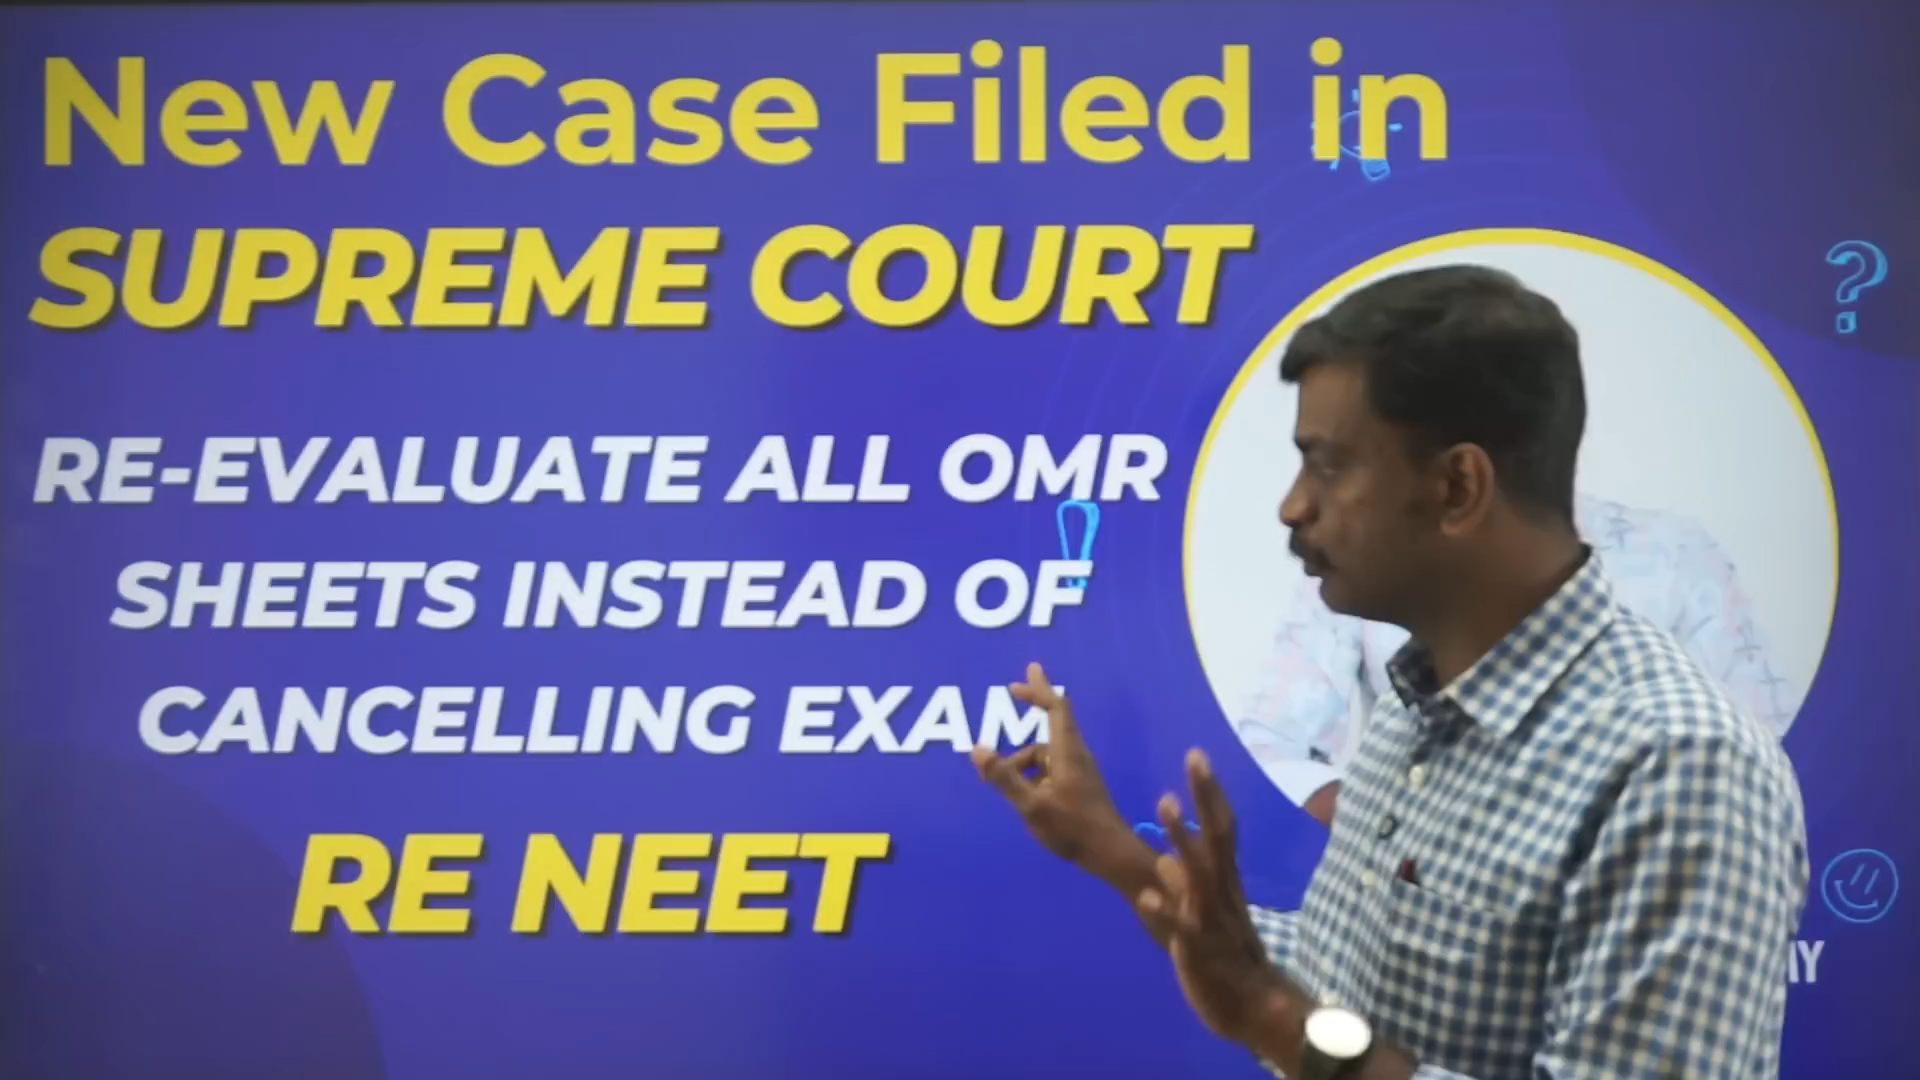 New Case Filed in
SUPREME COURT
RE-EVALUATE ALL OMR
SHEETS INSTEAD OF
CANCELLING EXAM
RE NEET